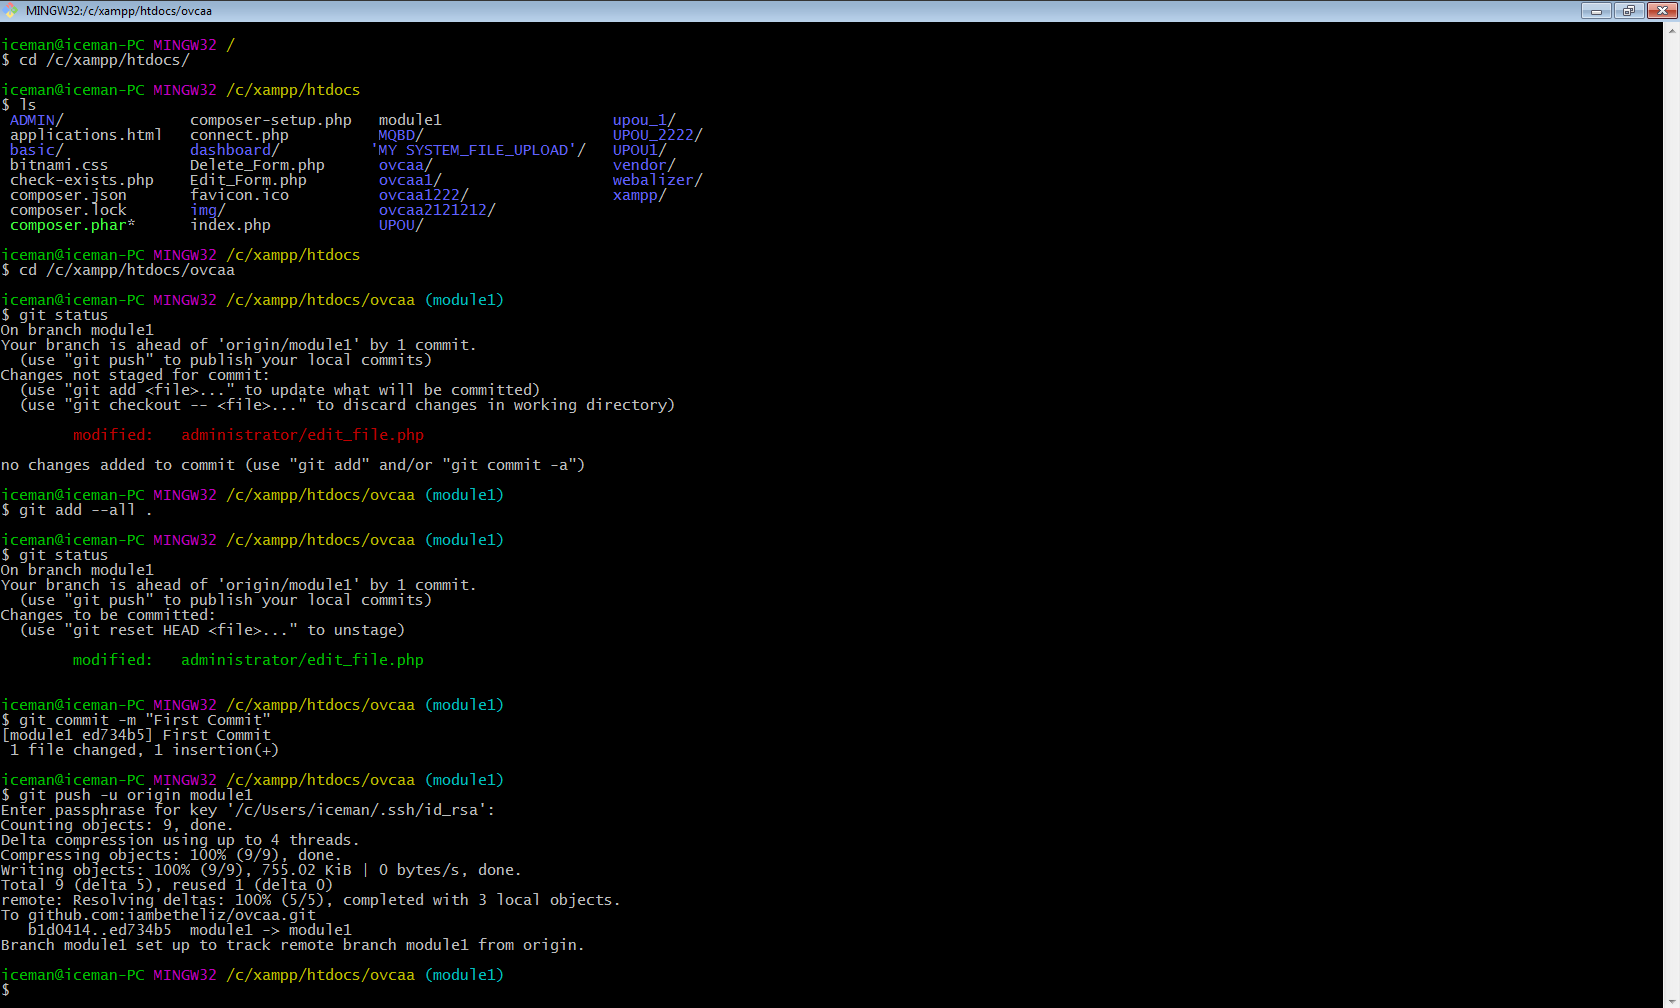 MINGW32:/c/xampp/htdocs/ovcaa
iceman@iceman-PC MINGW32 /
$ cd /c/xampp/htdocs/
iceman@iceman-PC MINGW32 /c/xampp/htdocs
$ ls
ADMIN/ composer-setup.php module1 upou_1/
applications.html connect.php MQBD/ UPOU_2222/
basic/ dashboard/ 'MY SYSTEM_FILE_UPLOAD'/ UPOU1/
bitnami.css Delete_Form.php ovcaa/ vendor/
check-exists.php Edit_Form.php ovcaa1/ webalizer/
composer.json favicon.ico ovcaa1222/ xampp/
composer.lock img/ ovcaa2121212/
composer.phar* index.php UPOU/
iceman@iceman-PC MINGW32 /c/xampp/htdocs
$ cd /c/xampp/htdocs/ovcaa
iceman@iceman-PC MINGW32 /c/xampp/htdocs/ovcaa (module1)
$ git status
On branch module1
Your branch is ahead of 'origin/module1' by 1 commit.
(use "git push" to publish your local commits)
Changes not staged for commit:
(use "git add <file>..." to update what will be committed)
(use "git checkout -- <file>..." to discard changes in working directory)
modified: administrator/edit_file.php
no changes added to commit (use "git add" and/or "git commit -a")
iceman@iceman-PC MINGW32 /c/xampp/htdocs/ovcaa (module1)
$ git add --all .
iceman@iceman-PC MINGW32 /c/xampp/htdocs/ovcaa (module1)
$ git status
On branch module1
Your branch is ahead of 'origin/module1' by 1 commit.
(use "git push" to publish your local commits)
Changes to be committed:
(use "git reset HEAD <file>..." to unstage)
modified: administrator/edit_file.php
iceman@iceman-PC MINGW32 /c/xampp/htdocs/ovcaa (module1)
$ git commit -m "First Commit"
[module1 ed734b5] First Commit
1 file changed, 1 insertion(+)
iceman@iceman-PC MINGW32 /c/xampp/htdocs/ovcaa (module1)
$ git push -u origin module1
Enter passphrase for key '/c/Users/iceman/.ssh/id_rsa':
Counting objects: 9, done.
Delta compression using up to 4 threads.
Compressing objects: 100% (9/9), done.
Writing objects: 100% (9/9), 755.02 KiB | 0 bytes/s, done.
Total 9 (delta 5), reused 1 (delta 0)
remote: Resolving deltas: 100% (5/5), completed with 3 local objects.
To github.com:iambetheliz/ovcaa.git
b1d0414..ed734b5 module1 -> module1
Branch module1 set up to track remote branch module1 from origin.
iceman@iceman-PC MINGW32 /c/xampp/htdocs/ovcaa (module1)
$